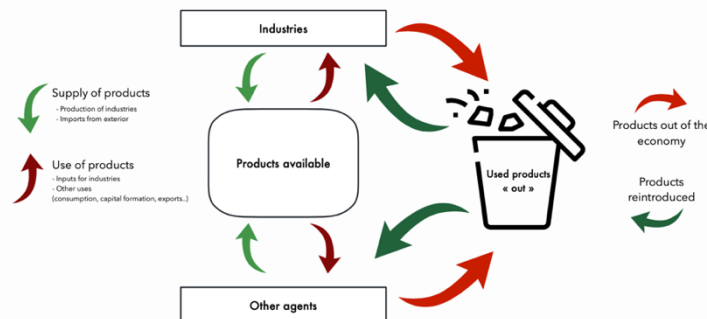 Industries
Supply of products
- Production of industries
- Imports from exterior
Use of products
- Inputs for industries
- Other uses
(consumption, capital formation, exports..)
Products available
Used products
« out »
Products out of the
economy
Products
reintroduced
Other agents